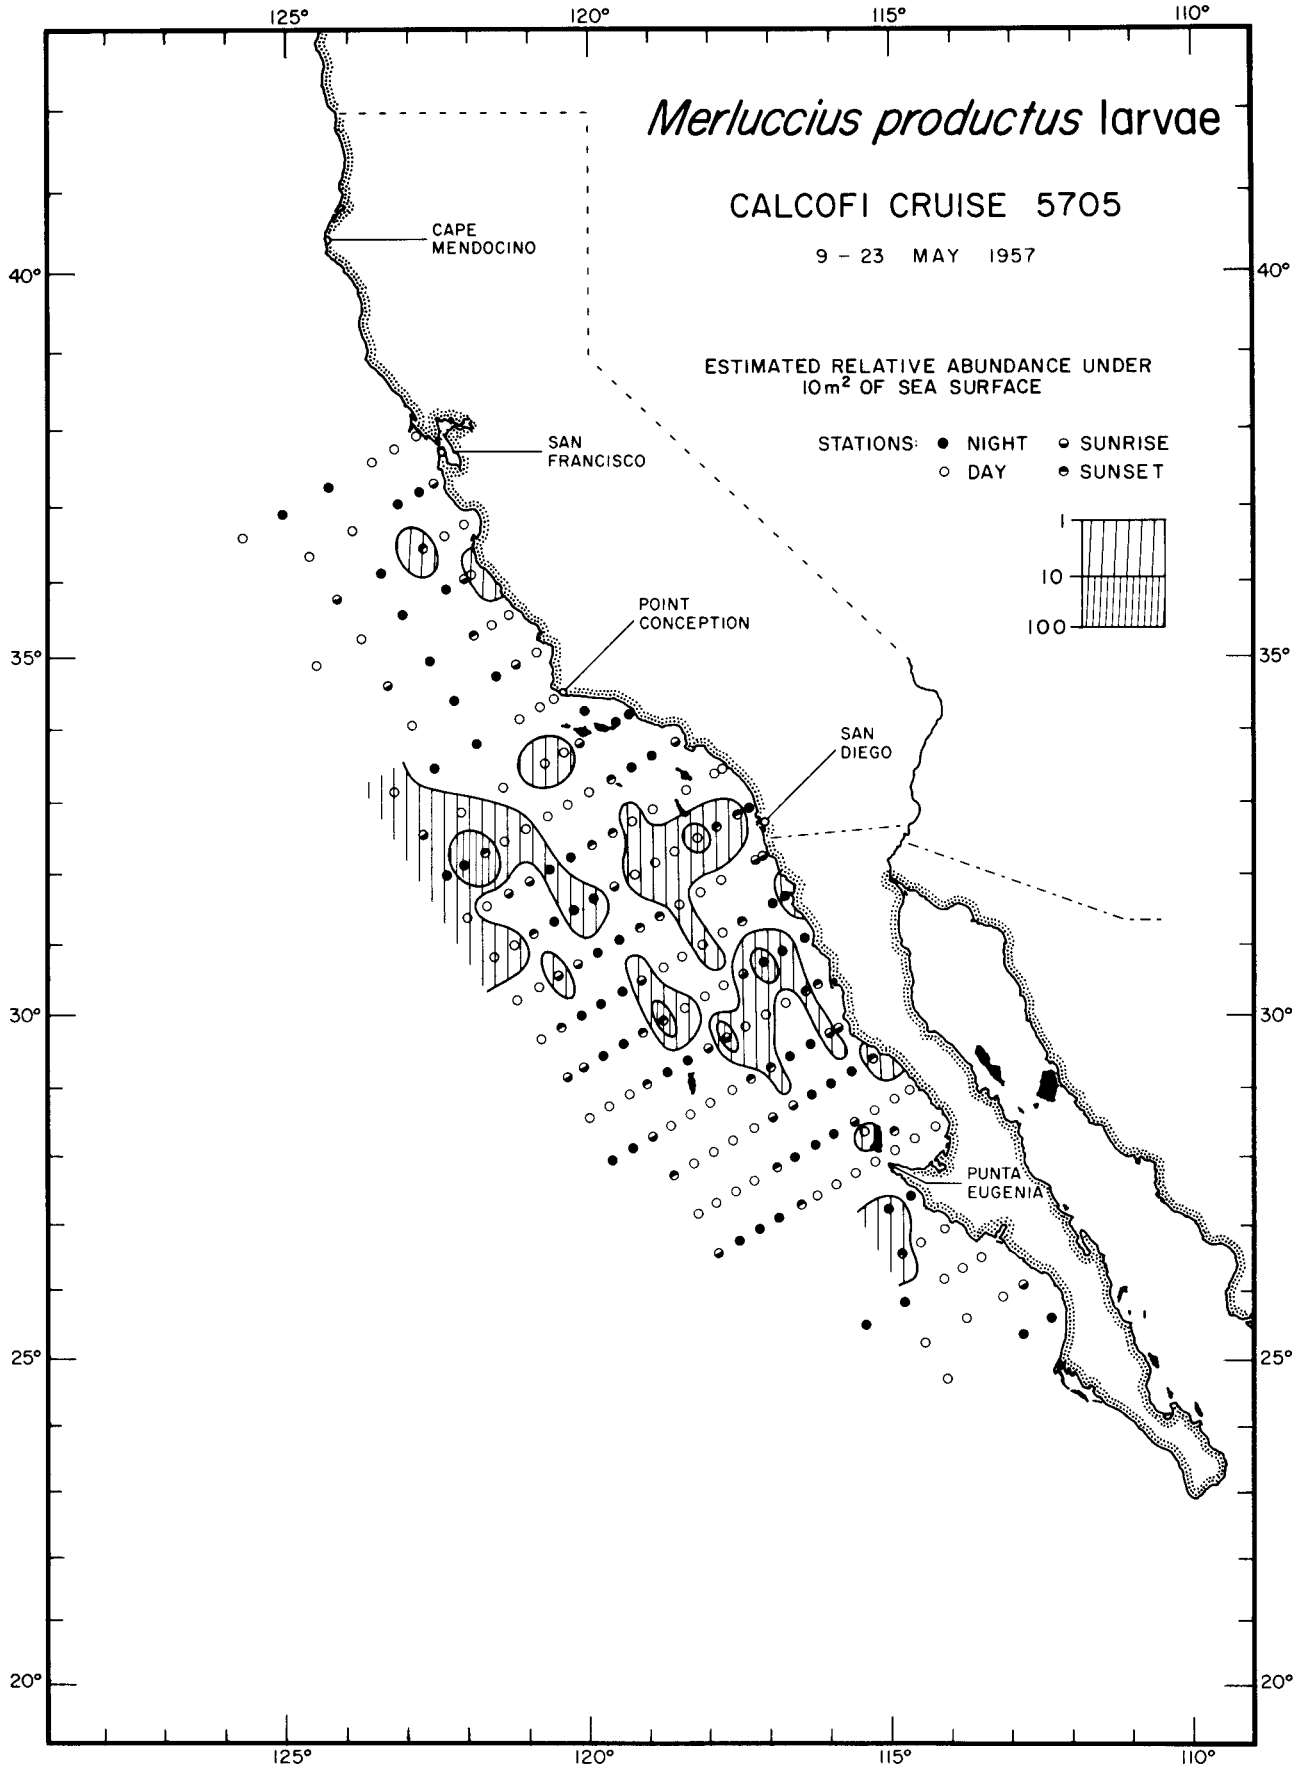 125° 120° 115° 110°
Merluccius productus larvae
CALCOFI CRUISE 5705
9 – 23 MAY 1957
CAPE
MENDOCINO
40° 40°
ESTIMATED RELATIVE ABUNDANCE UNDER
10m² OF SEA SURFACE
STATIONS: ● NIGHT SUNRISE
○ DAY SUNSET
SAN
FRANCISCO
1
10
100
POINT
CONCEPTION
35° 35°
SAN
DIEGO
30° 30°
PUNTA
EUGENIA
25° 25°
20° 20°
125° 120° 115° 110°